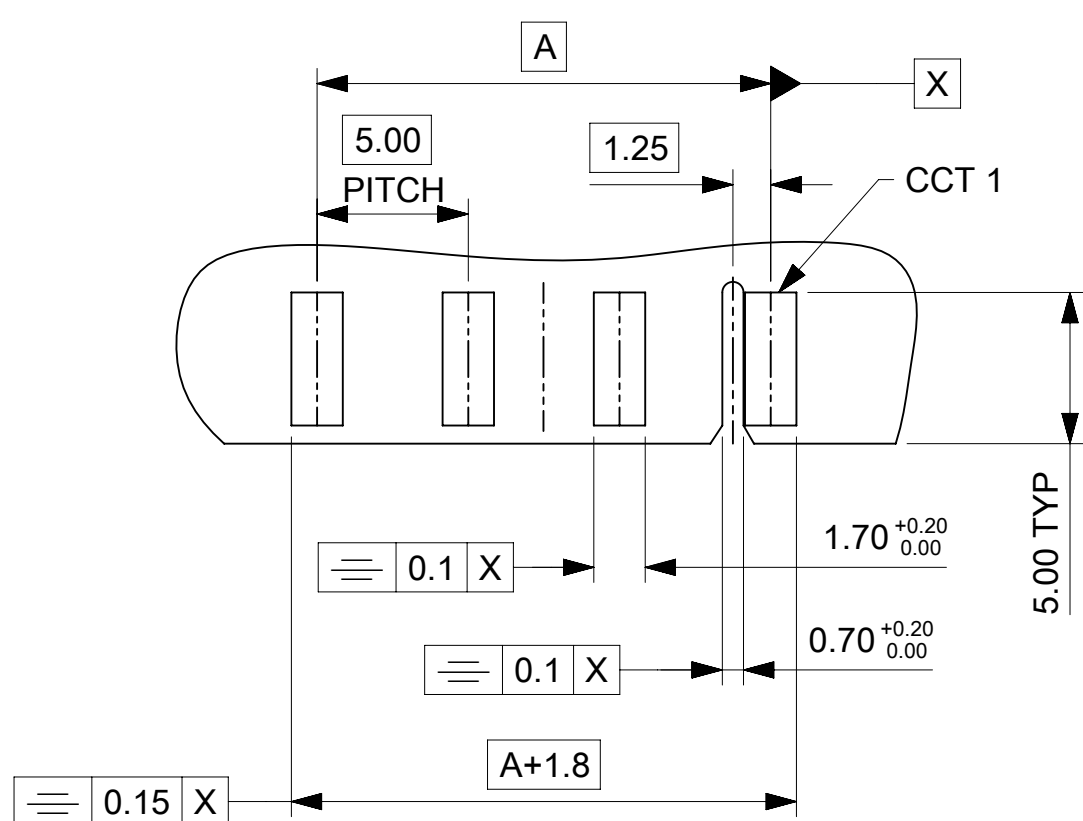 A
X
5.00
PITCH
1.25
CCT 1
5.00 TYP
1.70 +0.20 0.00
⌯ 0.1 X
0.70 +0.20 0.00
⌯ 0.1 X
A+1.8
⌯ 0.15 X